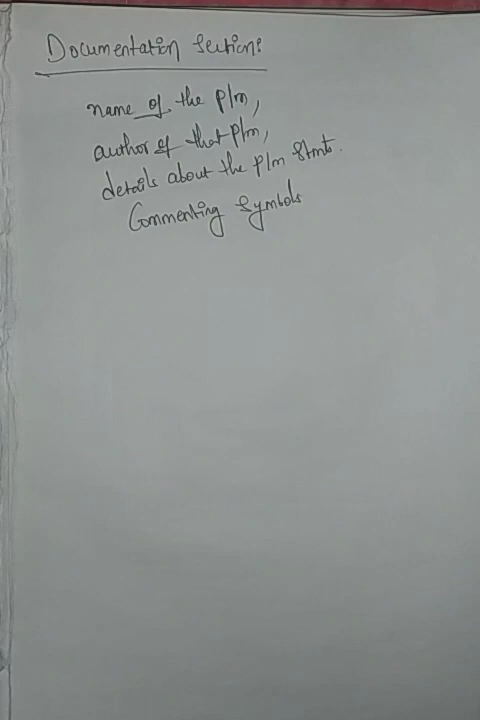 Documentation Section:
name of the p/m,
author of that p/m,
details about the p/m stmts.
Commenting Symbols